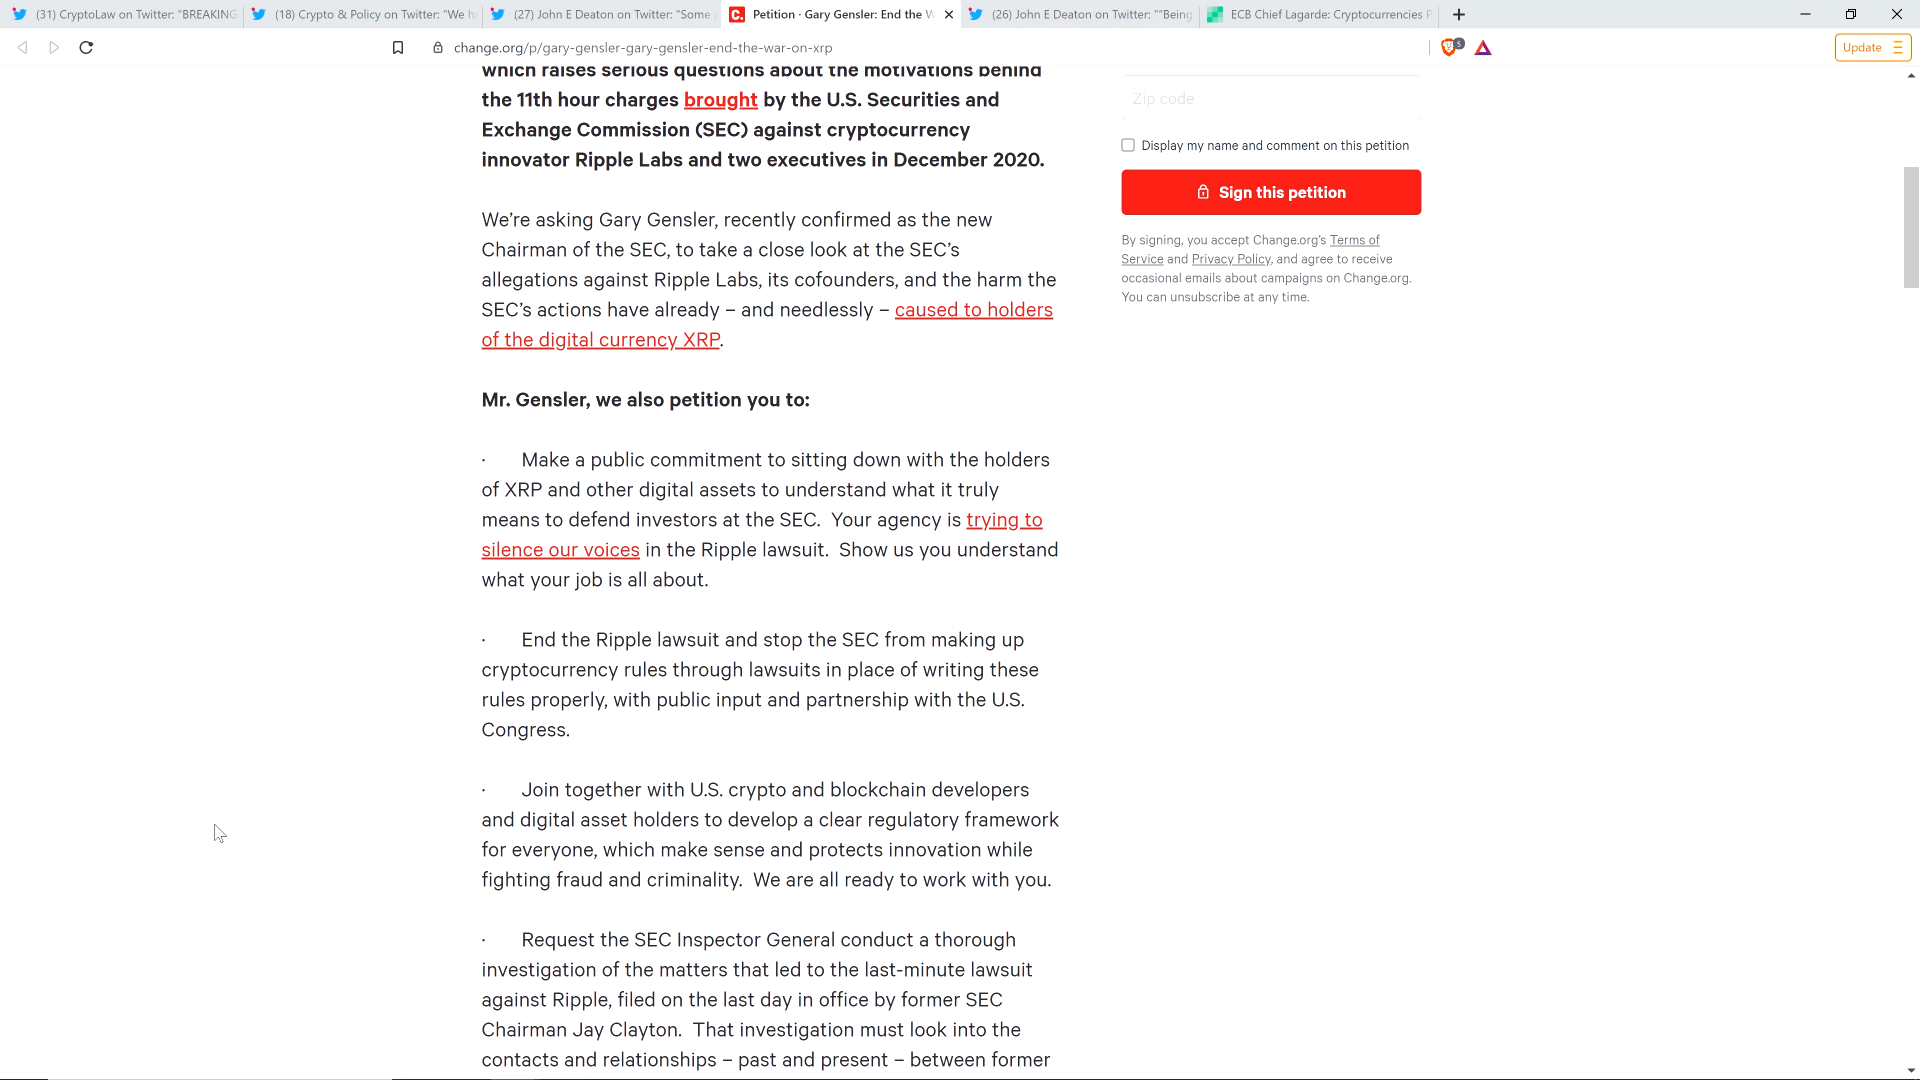 (31) CryptoLaw on Twitter: "BREAKING
(18) Crypto & Policy on Twitter: "We h
(27) John E Deaton on Twitter: "Some
Petition · Gary Gensler: End the W
(26) John E Deaton on Twitter: ""Being
ECB Chief Lagarde: Cryptocurrencies P
change.org/p/gary-gensler-gary-gensler-end-the-war-on-xrp
5
Update
which raises serious questions about the motivations behind
the 11th hour charges brought by the U.S. Securities and
Exchange Commission (SEC) against cryptocurrency
innovator Ripple Labs and two executives in December 2020.
We're asking Gary Gensler, recently confirmed as the new
Chairman of the SEC, to take a close look at the SEC's
allegations against Ripple Labs, its cofounders, and the harm the
SEC's actions have already – and needlessly – caused to holders
of the digital currency XRP.
Mr. Gensler, we also petition you to:
· Make a public commitment to sitting down with the holders
of XRP and other digital assets to understand what it truly
means to defend investors at the SEC.  Your agency is trying to
silence our voices in the Ripple lawsuit.  Show us you understand
what your job is all about.
· End the Ripple lawsuit and stop the SEC from making up
cryptocurrency rules through lawsuits in place of writing these
rules properly, with public input and partnership with the U.S.
Congress.
· Join together with U.S. crypto and blockchain developers
and digital asset holders to develop a clear regulatory framework
for everyone, which make sense and protects innovation while
fighting fraud and criminality.  We are all ready to work with you.
· Request the SEC Inspector General conduct a thorough
investigation of the matters that led to the last-minute lawsuit
against Ripple, filed on the last day in office by former SEC
Chairman Jay Clayton.  That investigation must look into the
contacts and relationships – past and present – between former
Zip code
Display my name and comment on this petition
Sign this petition
By signing, you accept Change.org's Terms of
Service and Privacy Policy, and agree to receive
occasional emails about campaigns on Change.org.
You can unsubscribe at any time.